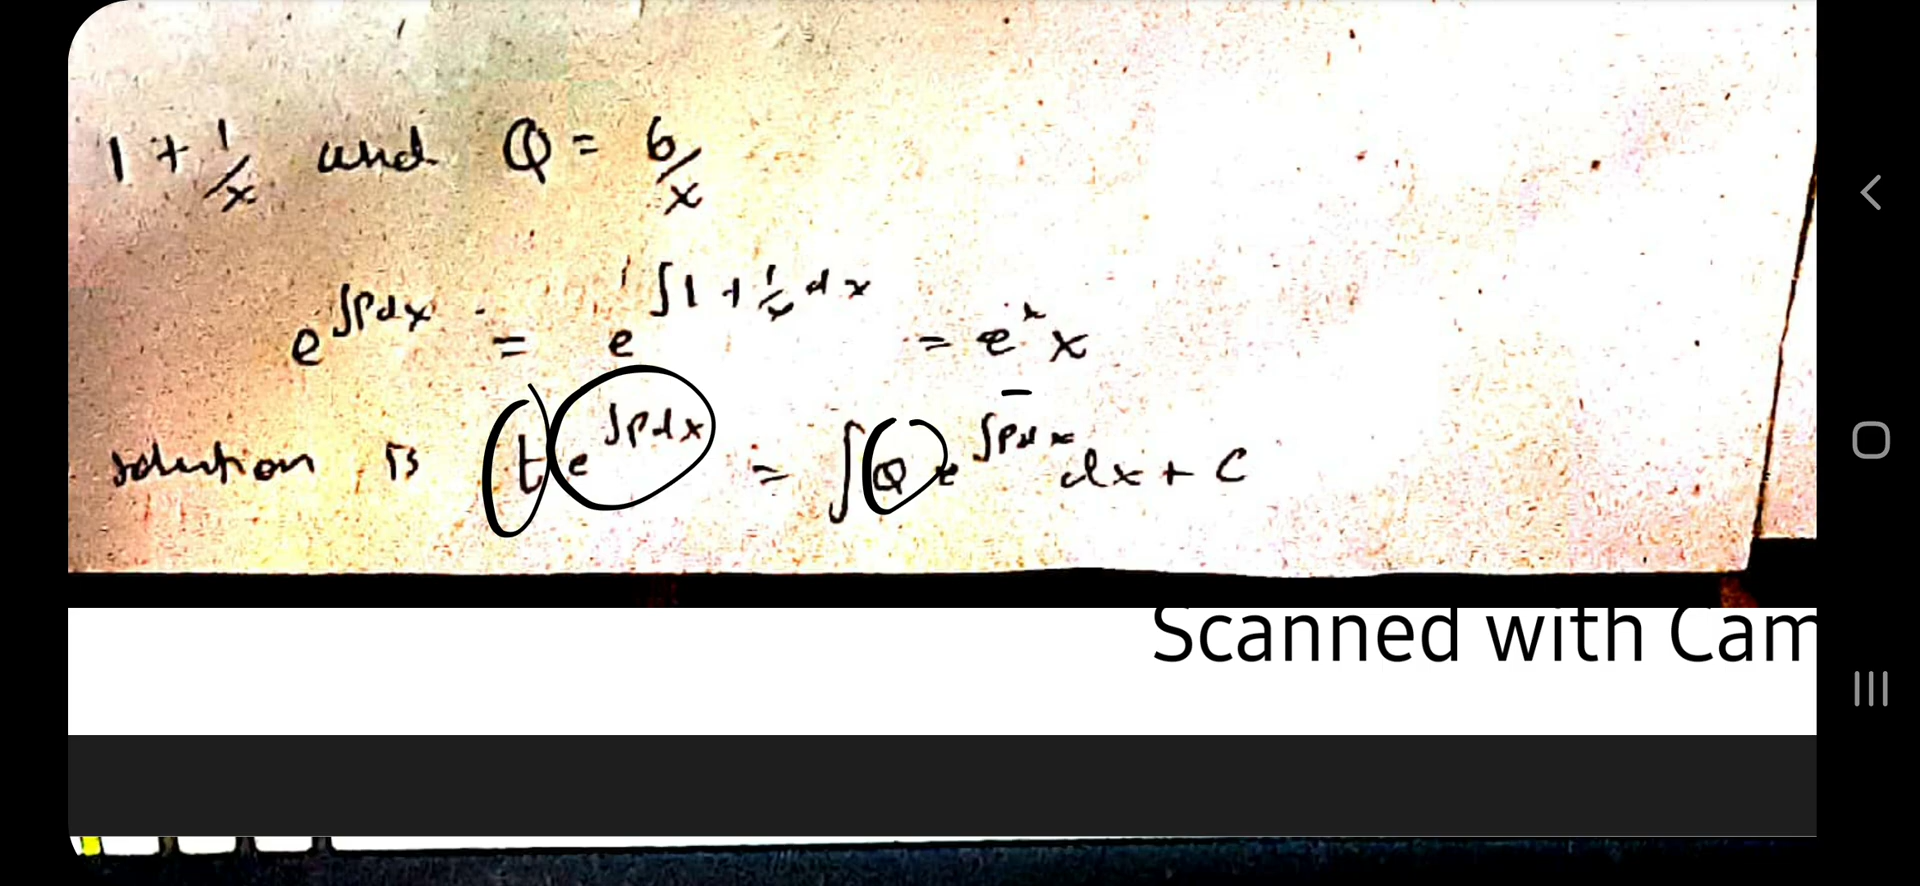 1 + 1/x and Q = 6/x
e^∫Pdx = e^∫1 + 1/x dx = e^x x
solution is t e^∫Pdx = ∫Q e^∫Pdx dx + C
Scanned with Cam